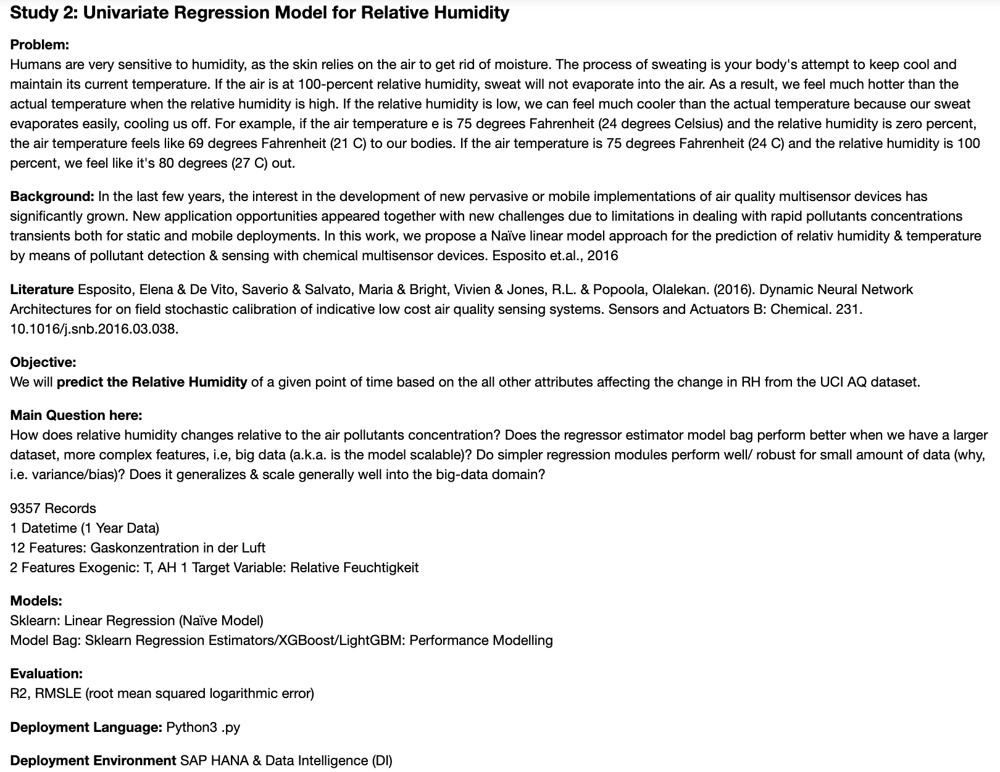 Study 2: Univariate Regression Model for Relative Humidity
Problem:
Humans are very sensitive to humidity, as the skin relies on the air to get rid of moisture. The process of sweating is your body's attempt to keep cool and
maintain its current temperature. If the air is at 100-percent relative humidity, sweat will not evaporate into the air. As a result, we feel much hotter than the
actual temperature when the relative humidity is high. If the relative humidity is low, we can feel much cooler than the actual temperature because our sweat
evaporates easily, cooling us off. For example, if the air temperature e is 75 degrees Fahrenheit (24 degrees Celsius) and the relative humidity is zero percent,
the air temperature feels like 69 degrees Fahrenheit (21 C) to our bodies. If the air temperature is 75 degrees Fahrenheit (24 C) and the relative humidity is 100
percent, we feel like it's 80 degrees (27 C) out.
Background: In the last few years, the interest in the development of new pervasive or mobile implementations of air quality multisensor devices has
significantly grown. New application opportunities appeared together with new challenges due to limitations in dealing with rapid pollutants concentrations
transients both for static and mobile deployments. In this work, we propose a Naïve linear model approach for the prediction of relativ humidity & temperature
by means of pollutant detection & sensing with chemical multisensor devices. Esposito et.al., 2016
Literature Esposito, Elena & De Vito, Saverio & Salvato, Maria & Bright, Vivien & Jones, R.L. & Popoola, Olalekan. (2016). Dynamic Neural Network
Architectures for on field stochastic calibration of indicative low cost air quality sensing systems. Sensors and Actuators B: Chemical. 231.
10.1016/j.snb.2016.03.038.
Objective:
We will predict the Relative Humidity of a given point of time based on the all other attributes affecting the change in RH from the UCI AQ dataset.
Main Question here:
How does relative humidity changes relative to the air pollutants concentration? Does the regressor estimator model bag perform better when we have a larger
dataset, more complex features, i.e, big data (a.k.a. is the model scalable)? Do simpler regression modules perform well/ robust for small amount of data (why,
i.e. variance/bias)? Does it generalizes & scale generally well into the big-data domain?
9357 Records
1 Datetime (1 Year Data)
12 Features: Gaskonzentration in der Luft
2 Features Exogenic: T, AH 1 Target Variable: Relative Feuchtigkeit
Models:
Sklearn: Linear Regression (Naïve Model)
Model Bag: Sklearn Regression Estimators/XGBoost/LightGBM: Performance Modelling
Evaluation:
R2, RMSLE (root mean squared logarithmic error)
Deployment Language: Python3 .py
Deployment Environment SAP HANA & Data Intelligence (DI)